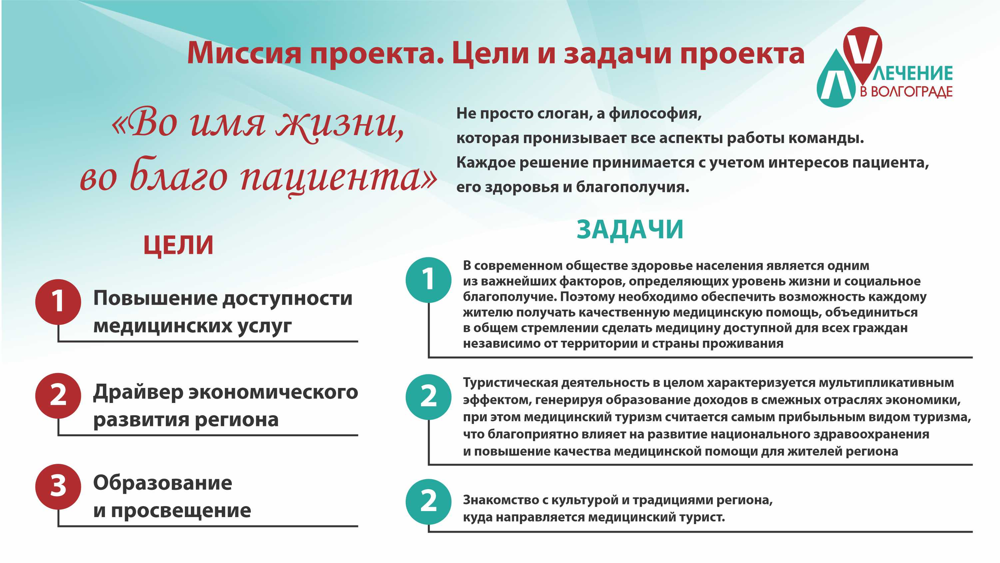 Миссия проекта. Цели и задачи проекта
ЛЕЧЕНИЕ
В ВОЛГОГРАДЕ
«Во имя жизни,
во благо пациента»
Не просто слоган, а философия,
которая пронизывает все аспекты работы команды.
Каждое решение принимается с учетом интересов пациента,
его здоровья и благополучия.
ЦЕЛИ
1
Повышение доступности
медицинских услуг
2
Драйвер экономического
развития региона
3
Образование
и просвещение
ЗАДАЧИ
1
В современном обществе здоровье населения является одним
из важнейших факторов, определяющих уровень жизни и социальное
благополучие. Поэтому необходимо обеспечить возможность каждому
жителю получать качественную медицинскую помощь, объединиться
в общем стремлении сделать медицину доступной для всех граждан
независимо от территории и страны проживания
2
Туристическая деятельность в целом характеризуется мультипликативным
эффектом, генерируя образование доходов в смежных отраслях экономики,
при этом медицинский туризм считается самым прибыльным видом туризма,
что благоприятно влияет на развитие национального здравоохранения
и повышение качества медицинской помощи для жителей региона
2
Знакомство с культурой и традициями региона,
куда направляется медицинский турист.